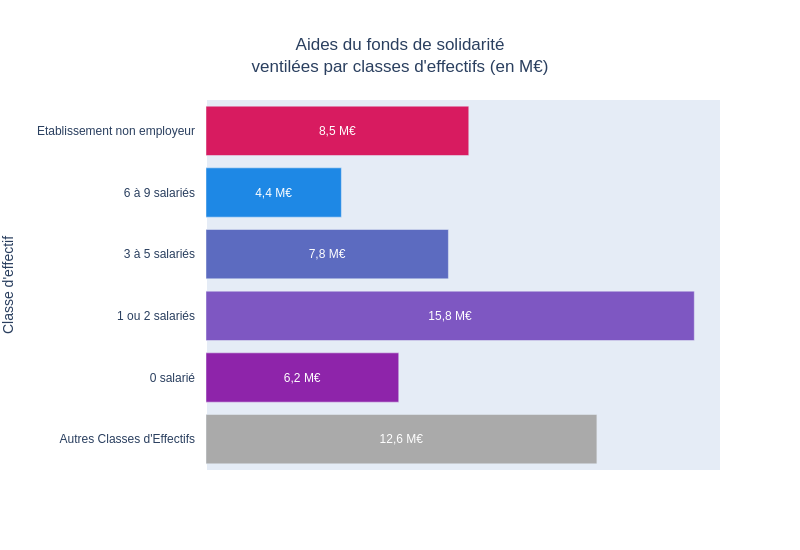 Aides du fonds de solidarité
ventilées par classes d'effectifs (en M€)
Classe d'effectif
Etablissement non employeur 8,5 M€
6 à 9 salariés 4,4 M€
3 à 5 salariés 7,8 M€
1 ou 2 salariés 15,8 M€
0 salarié 6,2 M€
Autres Classes d'Effectifs 12,6 M€